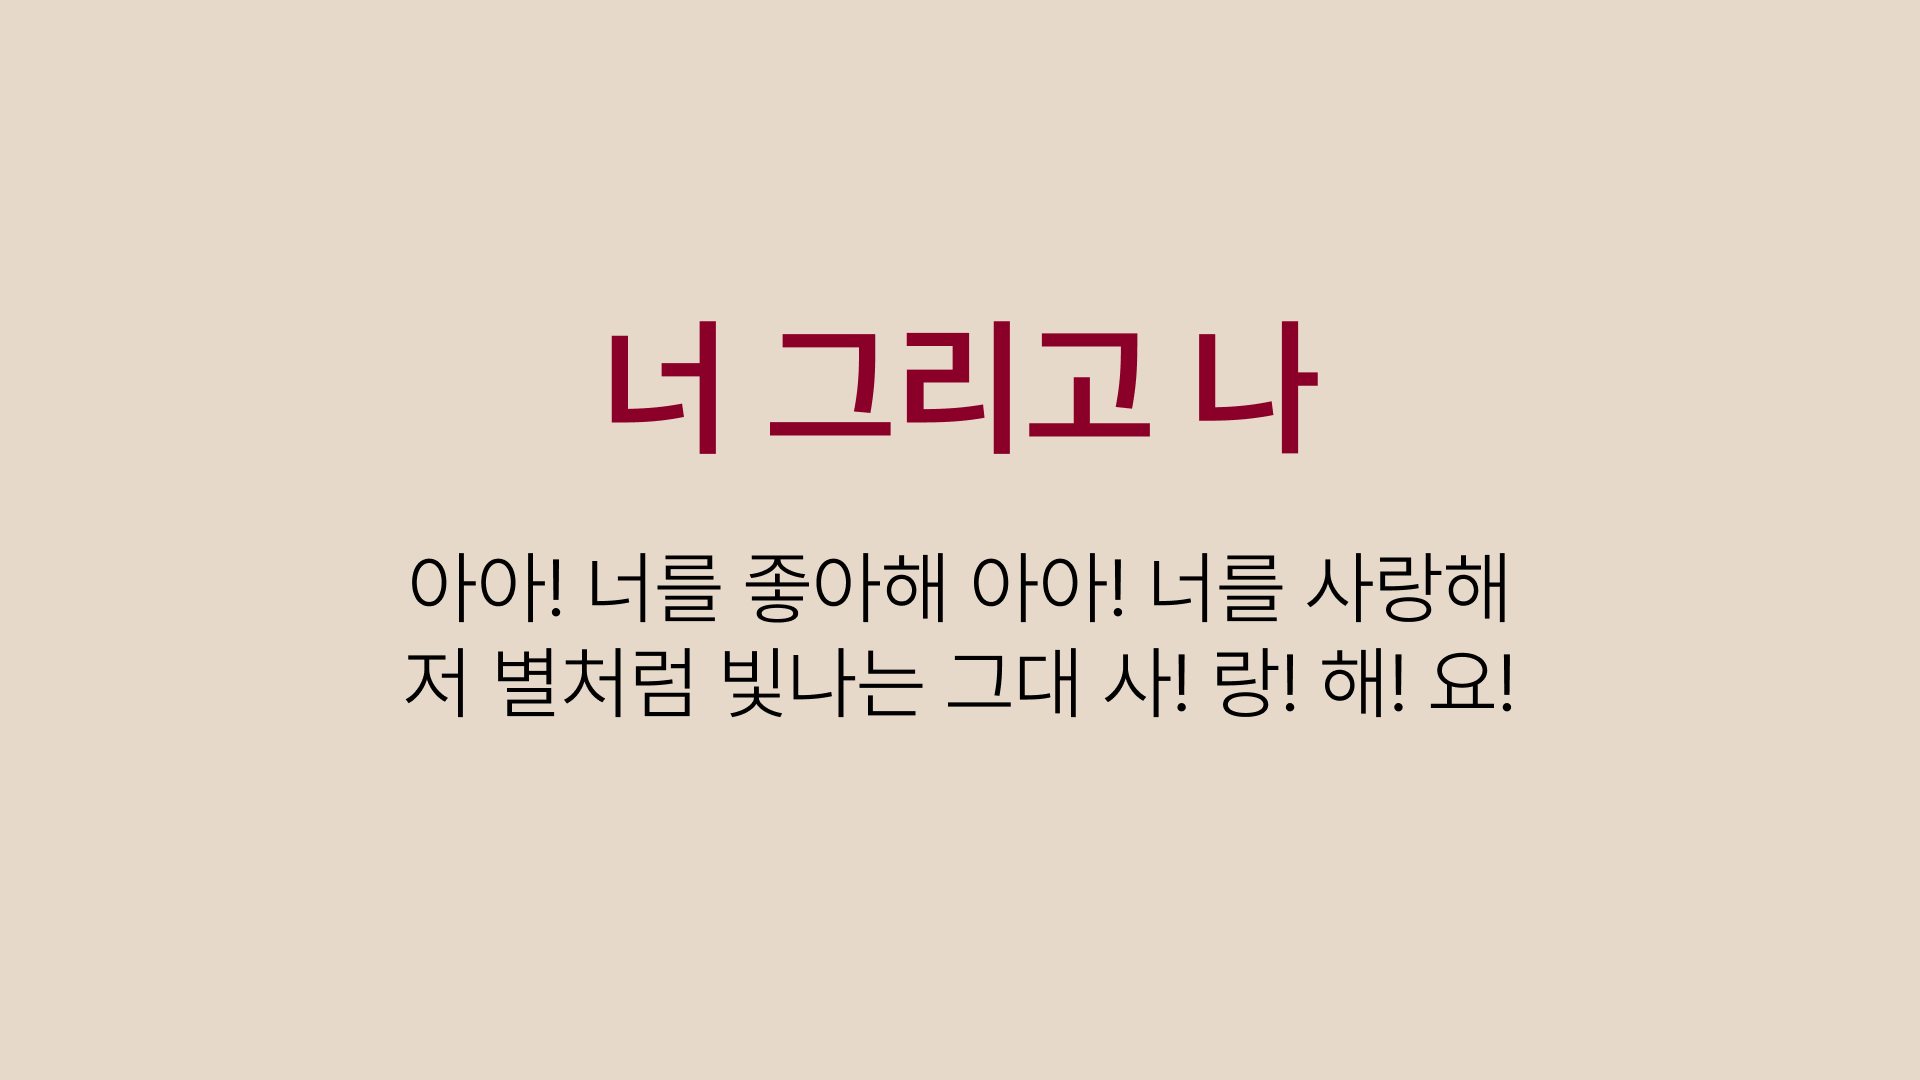 너 그리고 나
아아! 너를 좋아해 아아! 너를 사랑해
저 별처럼 빛나는 그대 사! 랑! 해! 요!